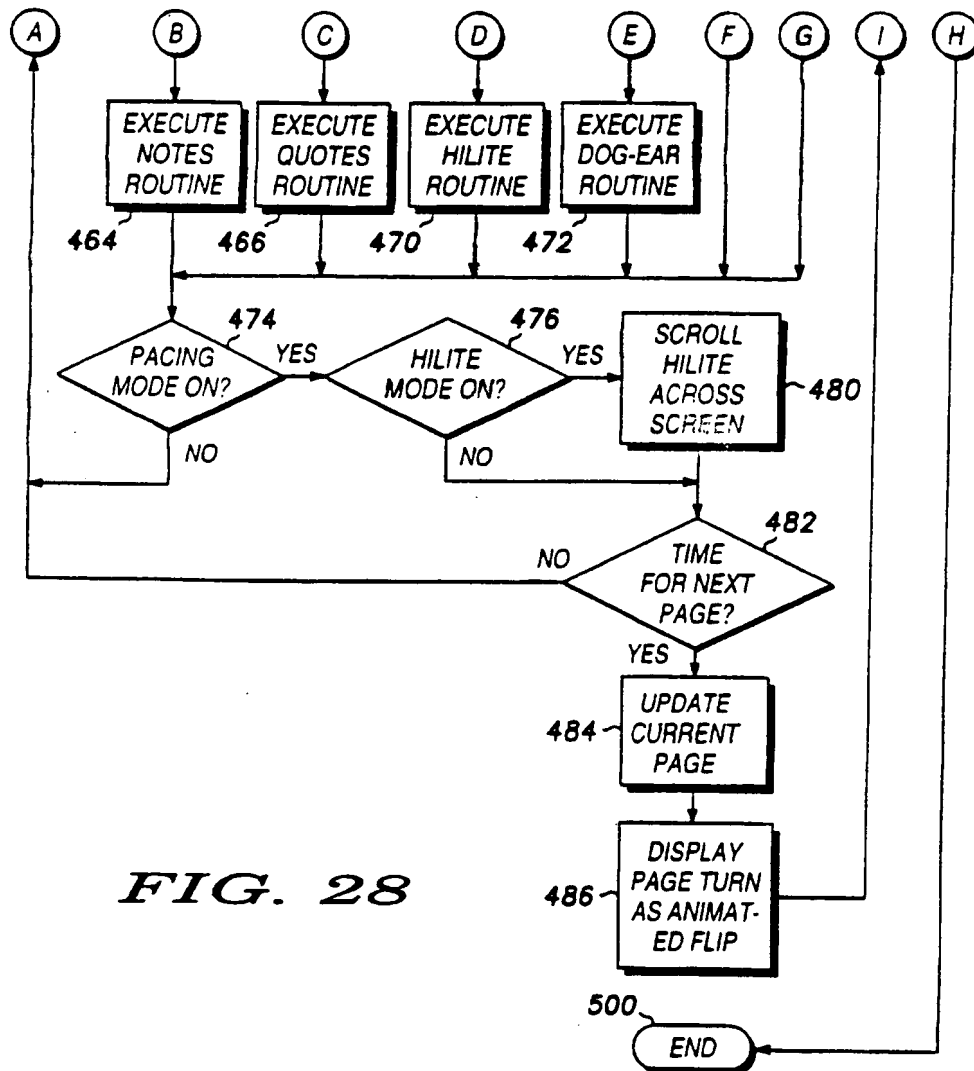 A B C D E F G I H
EXECUTE
NOTES
ROUTINE
464
EXECUTE
QUOTES
ROUTINE
466
EXECUTE
HILITE
ROUTINE
470
EXECUTE
DOG-EAR
ROUTINE
472
PACING
MODE ON?
474
YES
NO
HILITE
MODE ON?
476
YES
NO
SCROLL
HILITE
ACROSS
SCREEN
480
TIME
FOR NEXT
PAGE?
482
NO
YES
UPDATE
CURRENT
PAGE
484
DISPLAY
PAGE TURN
AS ANIMAT-
ED FLIP
486
FIG. 28
500
END